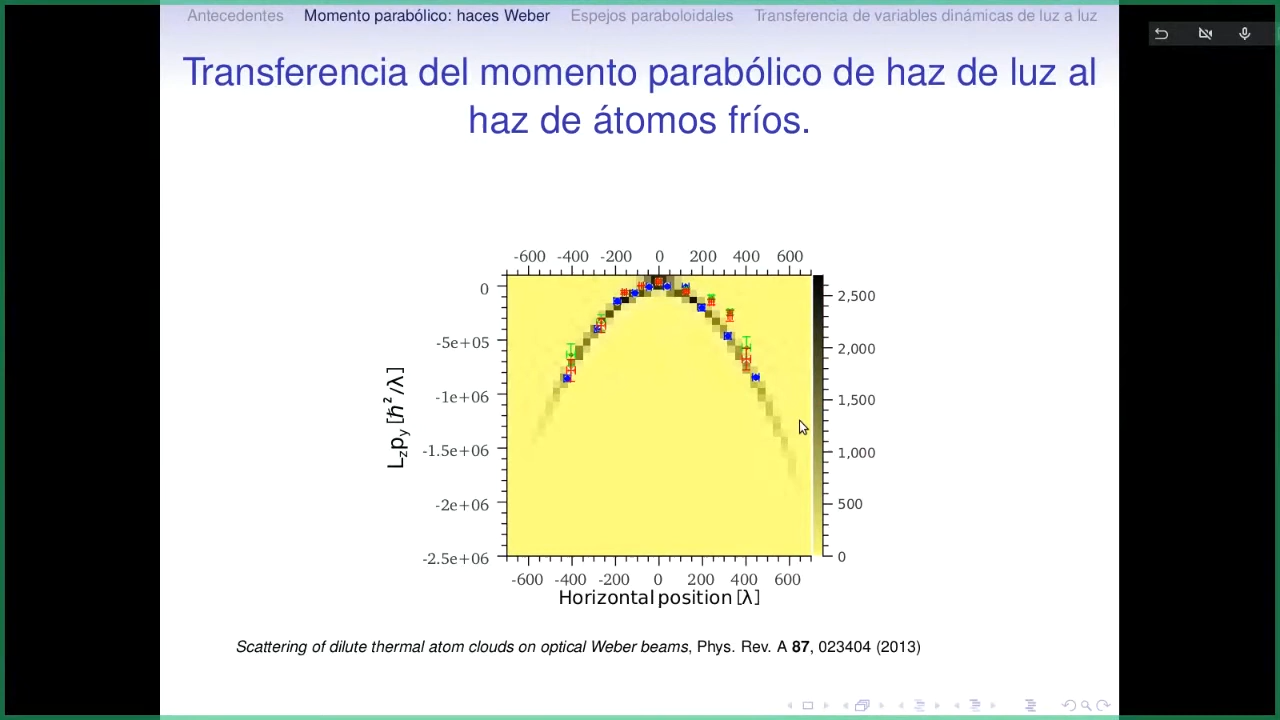 Antecedentes Momento parabólico: haces Weber Espejos paraboloidales Transferencia de variables dinámicas de luz a luz
Transferencia del momento parabólico de haz de luz al
haz de átomos fríos.
-600 -400 -200 0 200 400 600
0
-5e+05
-1e+06
-1.5e+06
-2e+06
-2.5e+06
L_zp_y [ℏ²/λ]
2,500
2,000
1,500
1,000
500
0
-600 -400 -200 0 200 400 600
Horizontal position [λ]
Scattering of dilute thermal atom clouds on optical Weber beams, Phys. Rev. A 87, 023404 (2013)